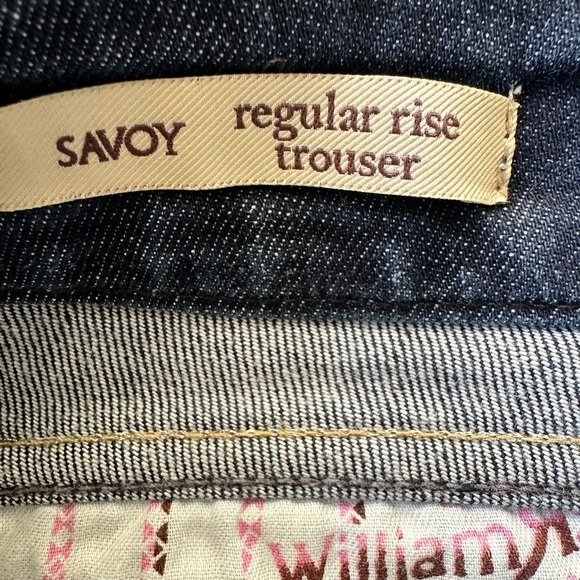 SAVOY
regular rise
trouser
William